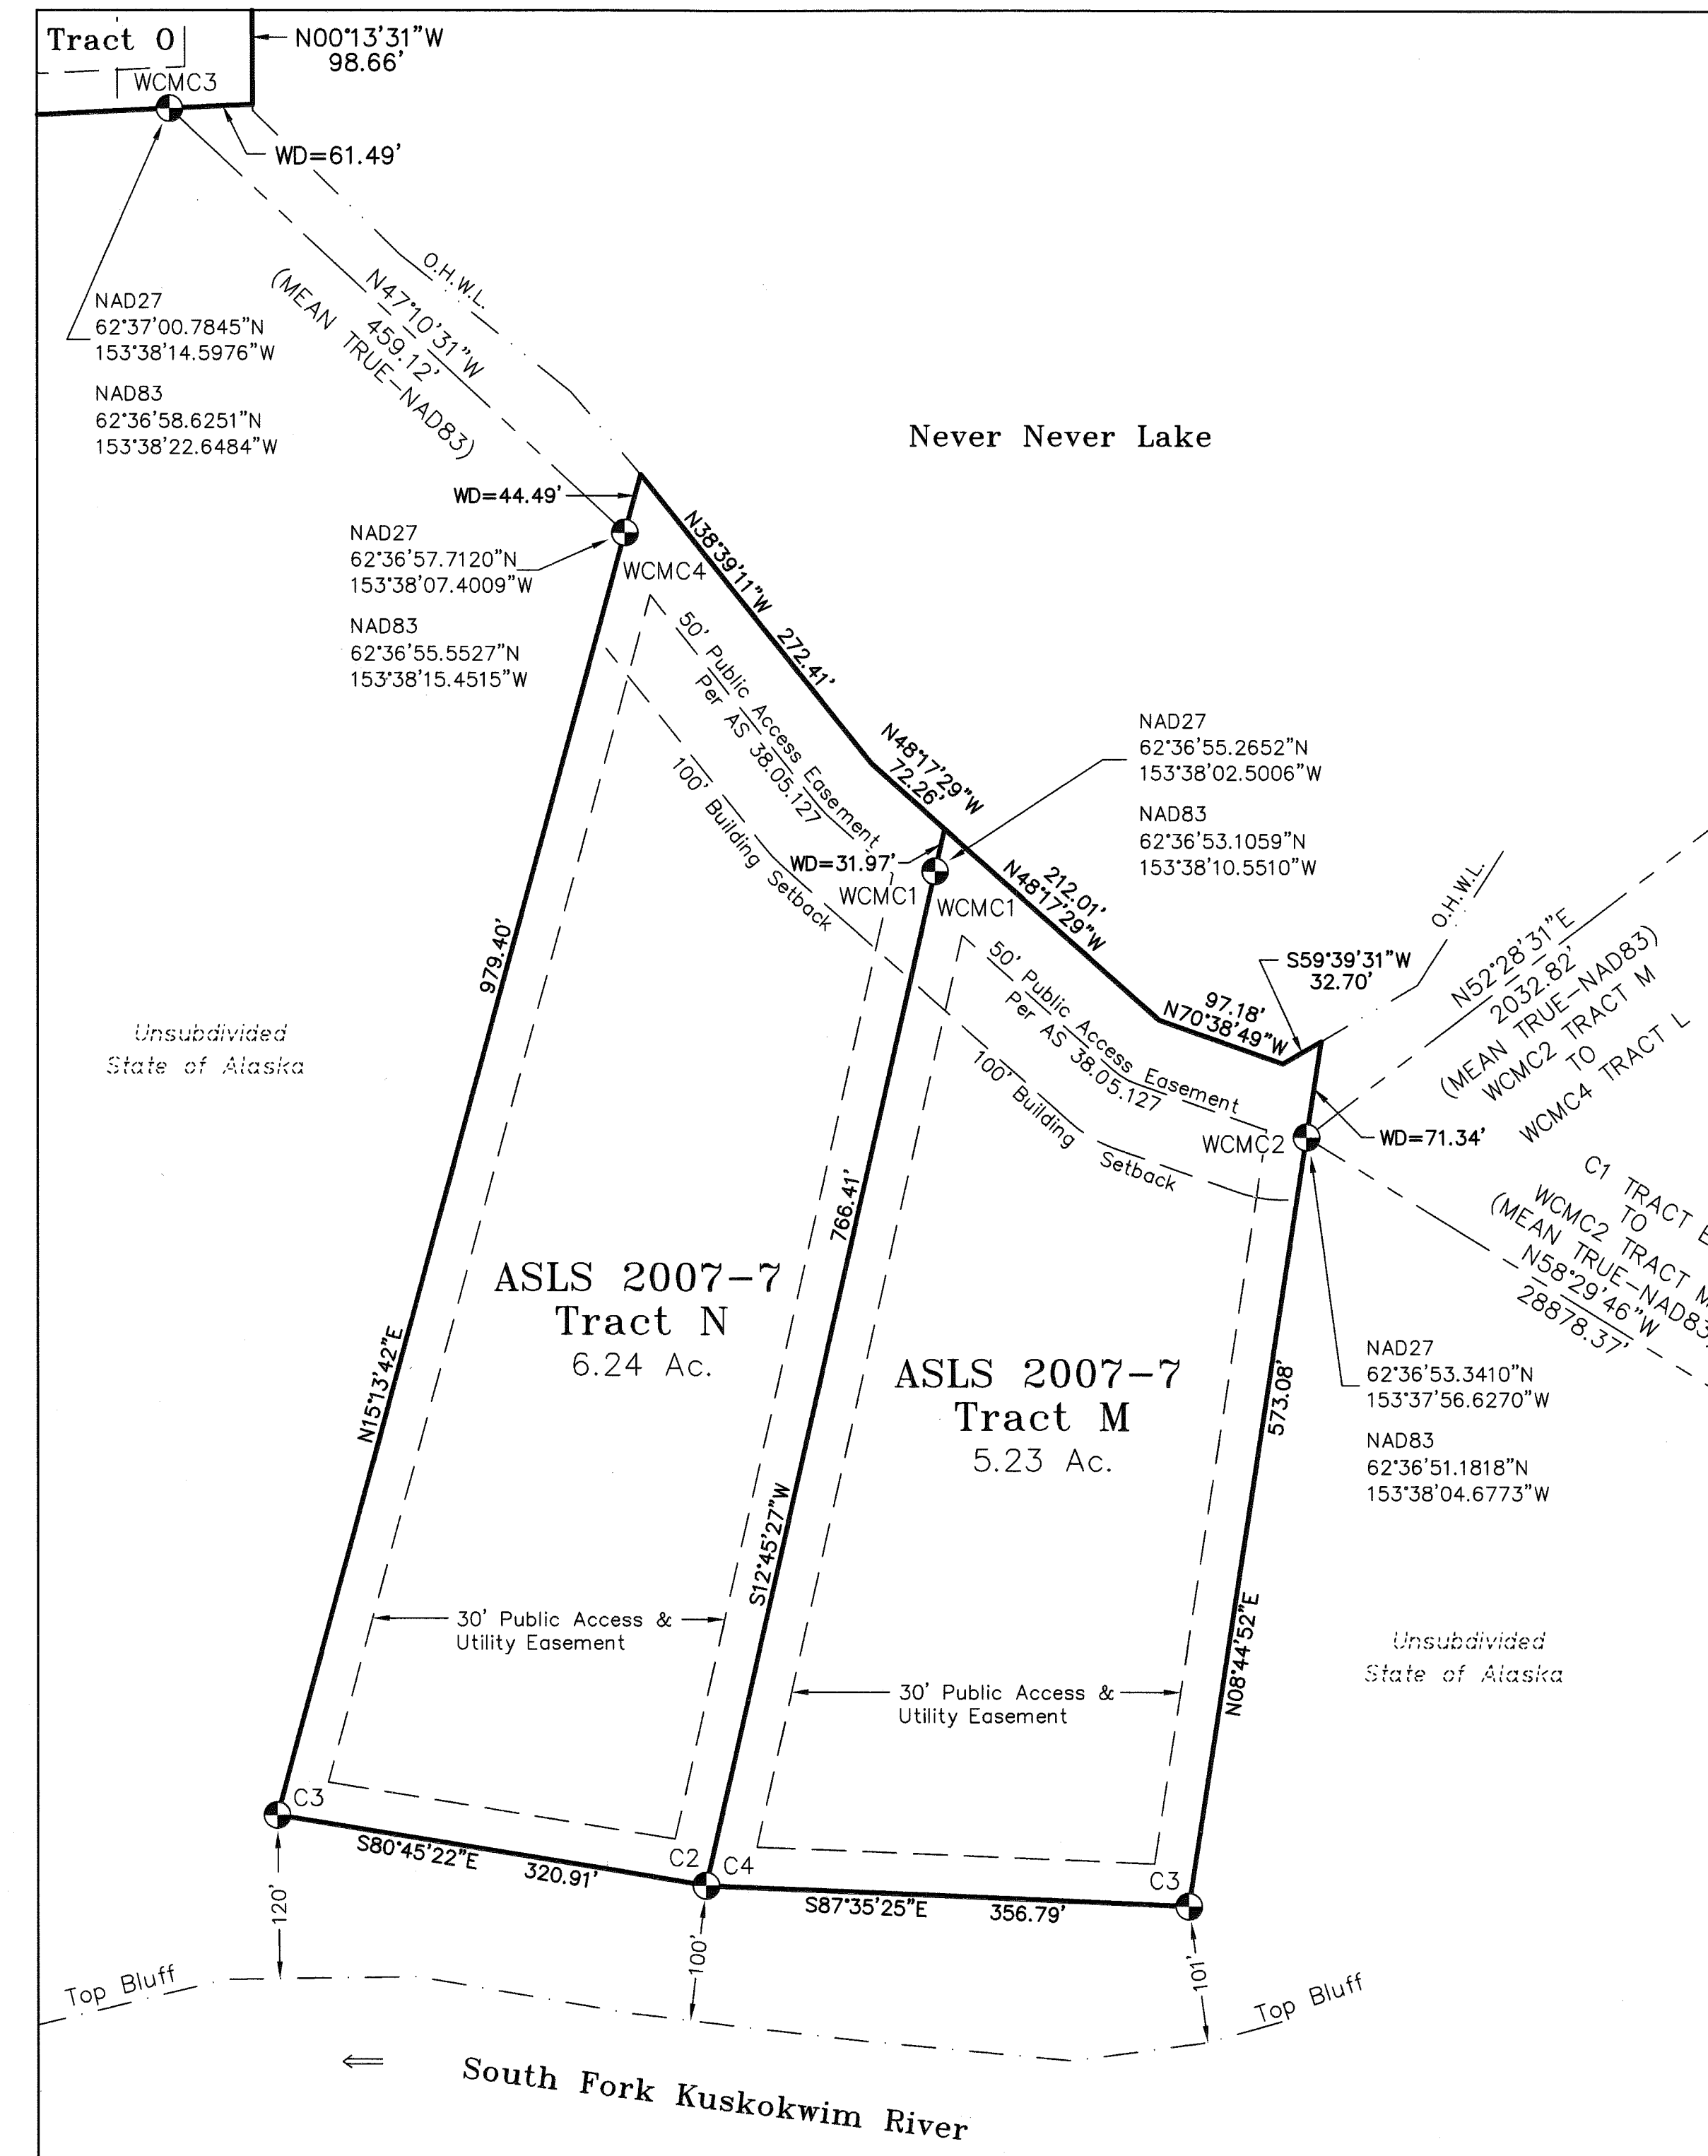 Tract O
N00°13'31"W
98.66'
WCMC3
WD=61.49'
NAD27
62°37'00.7845"N
153°38'14.5976"W
NAD83
62°36'58.6251"N
153°38'22.6484"W
O.H.W.L.
N47°10'31"W
459.12'
(MEAN TRUE-NAD83)
Never Never Lake
WD=44.49'
NAD27
62°36'57.7120"N
153°38'07.4009"W
WCMC4
NAD83
62°36'55.5527"N
153°38'15.4515"W
N38°39'11"W 272.41'
50' Public Access Easement
Per AS 38.05.127
100' Building Setback
N48°17'29"W
72.26'
NAD27
62°36'55.2652"N
153°38'02.5006"W
NAD83
62°36'53.1059"N
153°38'10.5510"W
WD=31.97'
WCMC1
WCMC1
212.01'
N48°17'29"W
O.H.W.L.
S59°39'31"W
32.70'
97.18'
N70°38'49"W
50' Public Access Easement
Per AS 38.05.127
100' Building Setback
N52°28'31"E
2032.82'
(MEAN TRUE-NAD83)
WCMC2 TRACT M
TO
WCMC4 TRACT L
WCMC2
WD=71.34'
C1 TRACT
TO
WCMC2 TRACT M
(MEAN TRUE-NAD83
N58°29'46"W
28878.37'
NAD27
62°36'53.3410"N
153°37'56.6270"W
NAD83
62°36'51.1818"N
153°38'04.6773"W
Unsubdivided
State of Alaska
979.40'
N15°13'42"E
ASLS 2007-7
Tract N
6.24 Ac.
766.41'
S12°45'27"W
ASLS 2007-7
Tract M
5.23 Ac.
573.08'
N08°44'52"E
30' Public Access &
Utility Easement
30' Public Access &
Utility Easement
Unsubdivided
State of Alaska
C3
S80°45'22"E 320.91'
C2
C4
S87°35'25"E 356.79'
C3
120'
100'
101'
Top Bluff
Top Bluff
South Fork Kuskokwim River